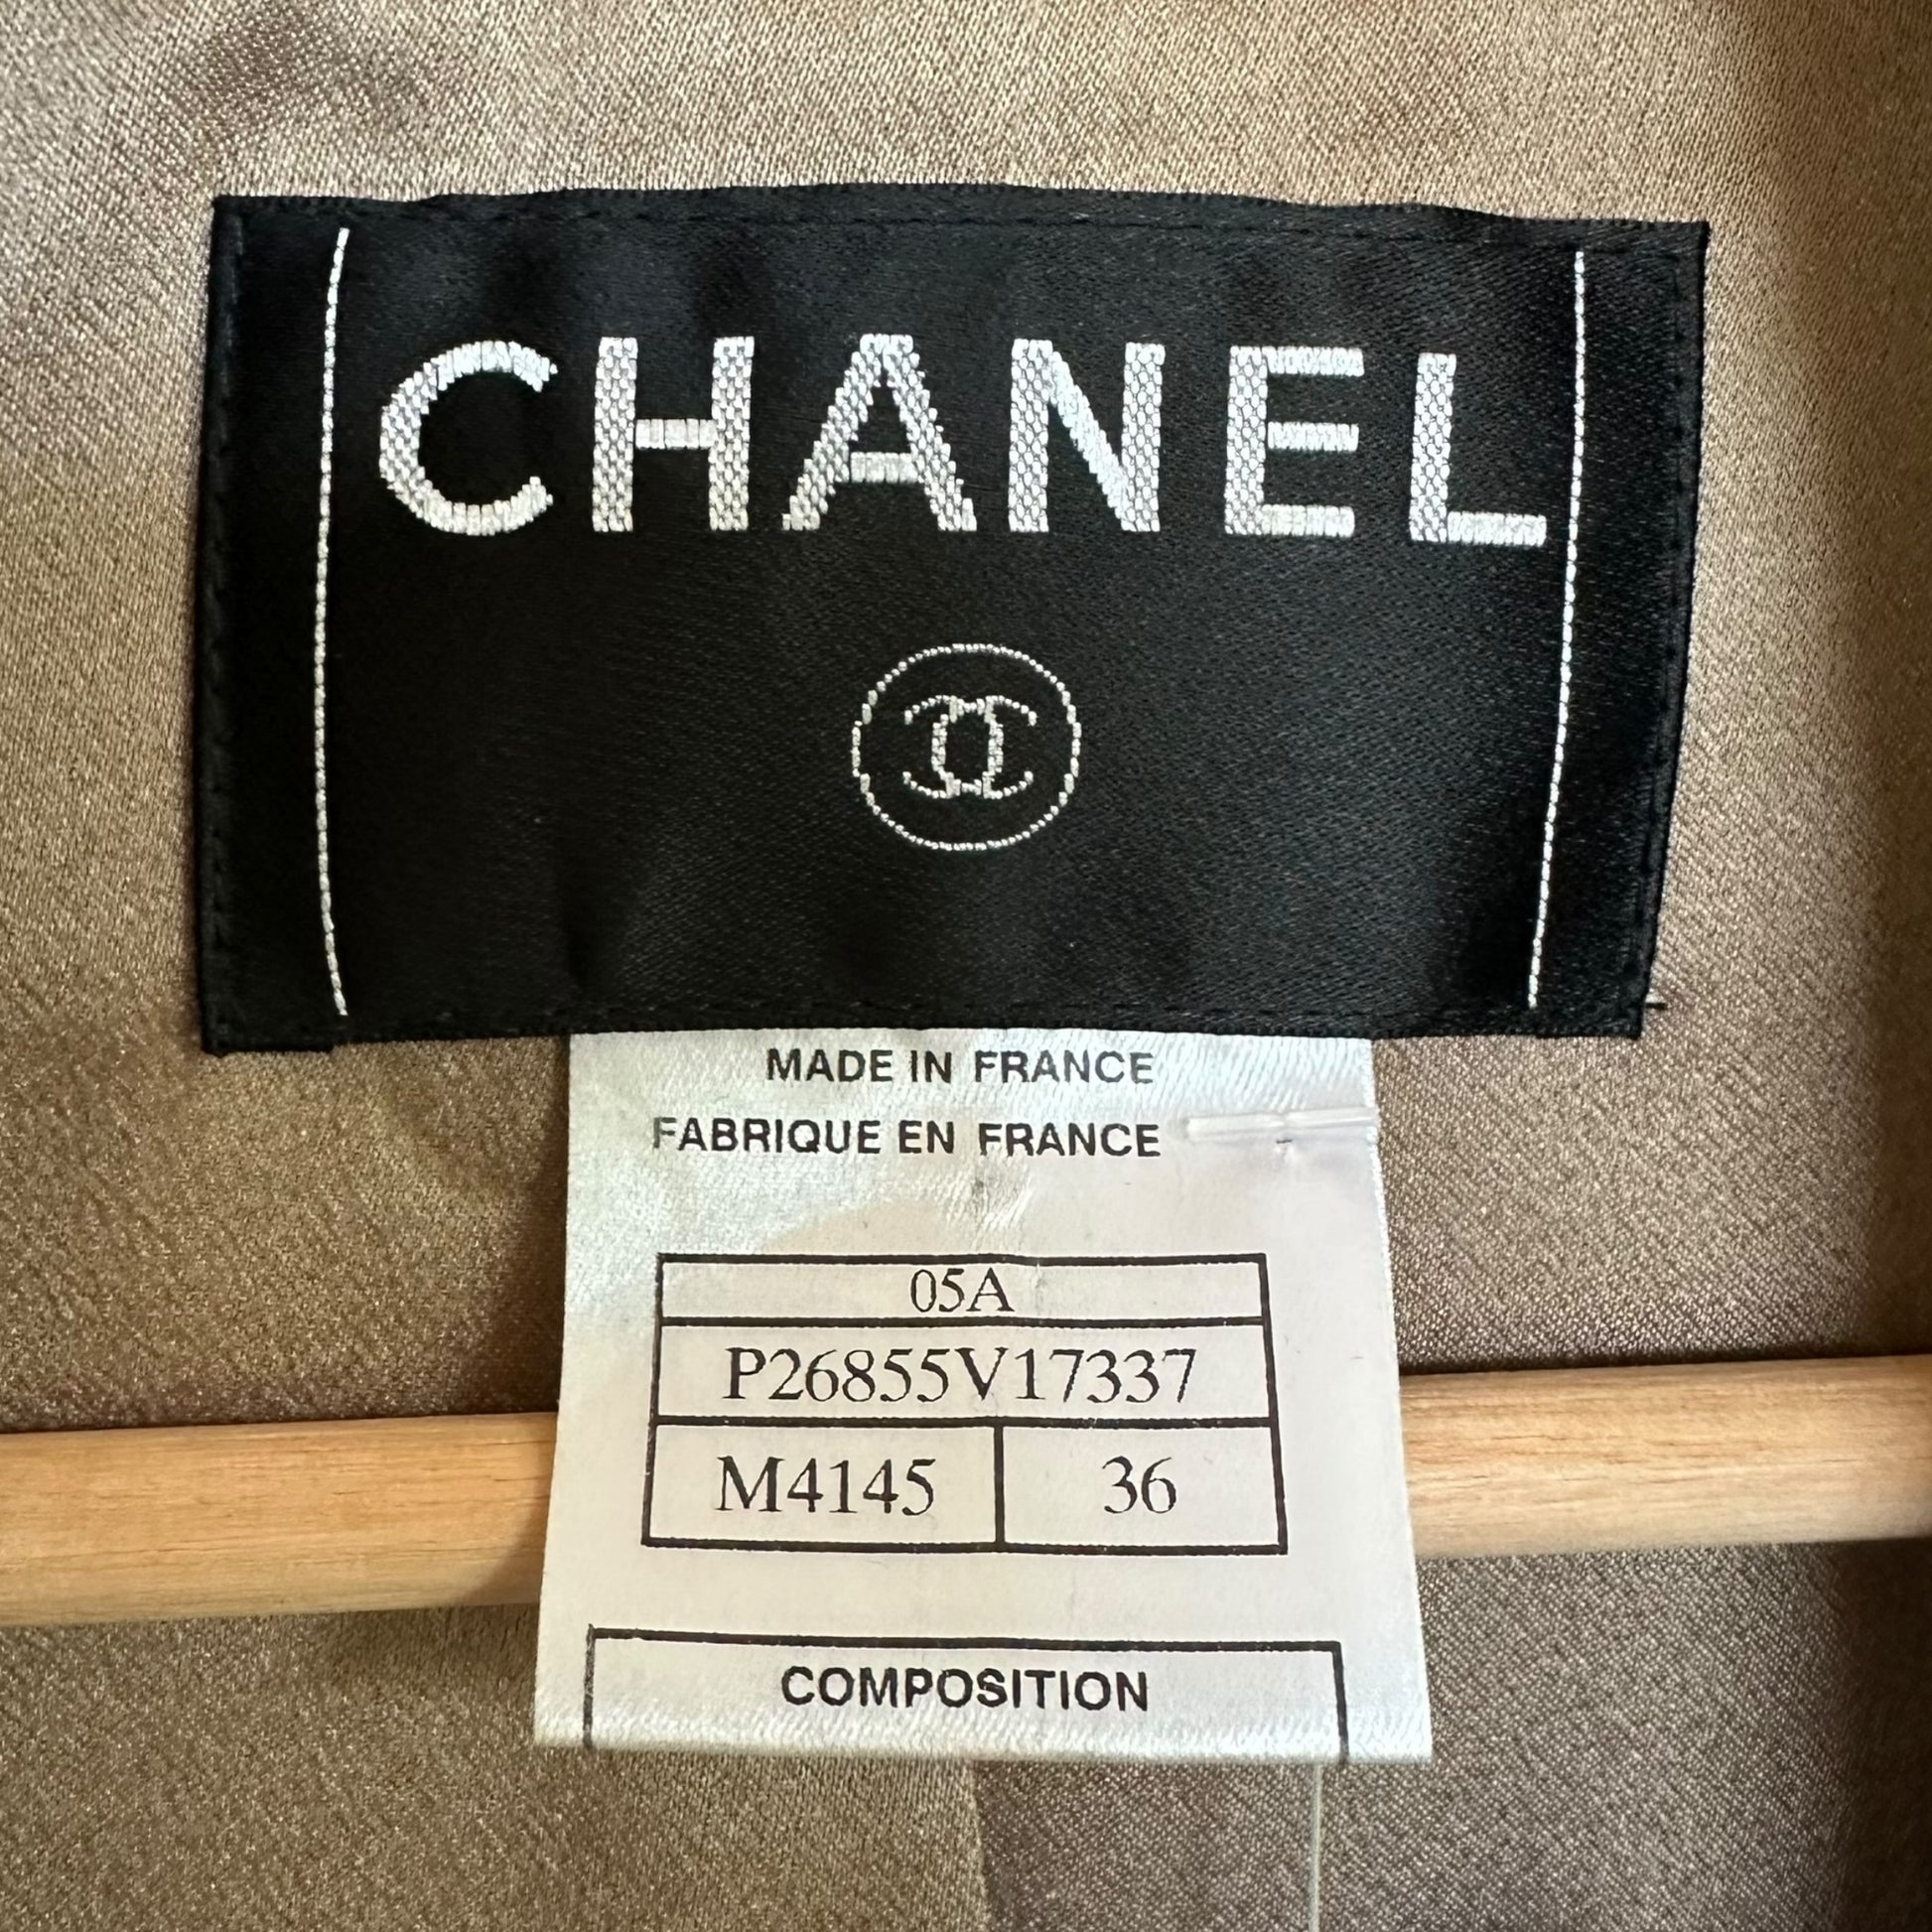 CHANEL
MADE IN FRANCE
FABRIQUE EN FRANCE
05A
P26855V17337
M4145 36
COMPOSITION